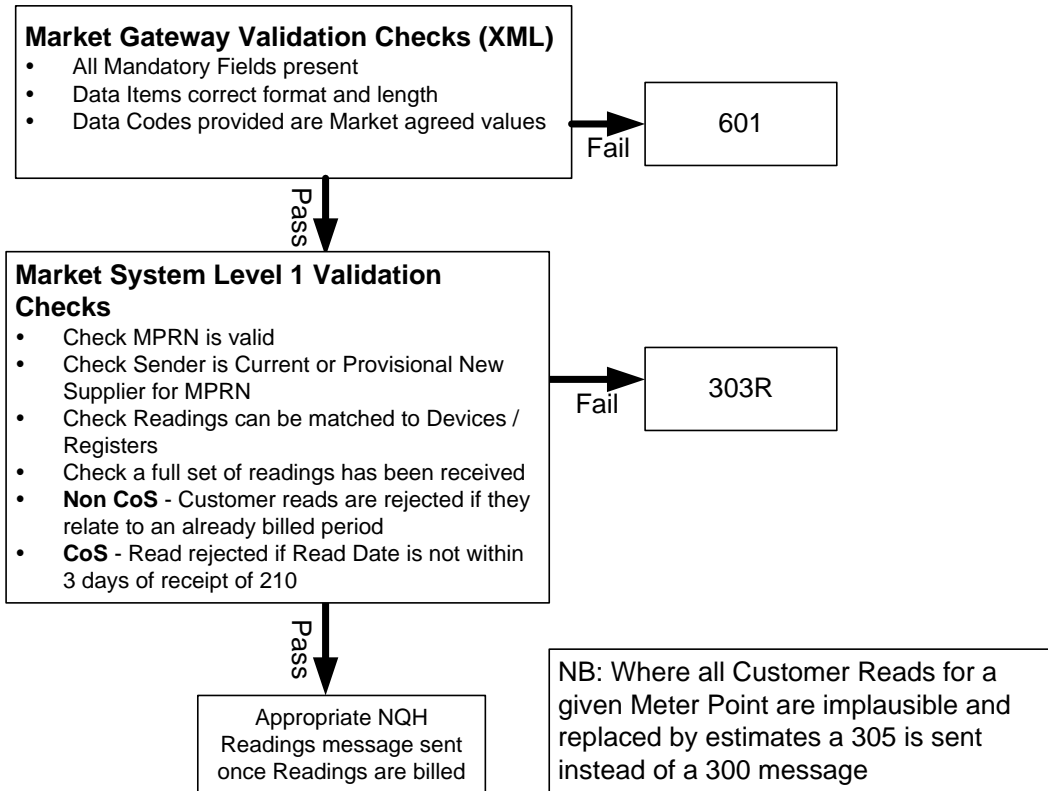 Market Gateway Validation Checks (XML)
• All Mandatory Fields present
• Data Items correct format and length
• Data Codes provided are Market agreed values
Fail
601
Pass
Market System Level 1 Validation
Checks
• Check MPRN is valid
• Check Sender is Current or Provisional New
Supplier for MPRN
• Check Readings can be matched to Devices /
Registers
• Check a full set of readings has been received
• Non CoS - Customer reads are rejected if they
relate to an already billed period
• CoS - Read rejected if Read Date is not within
3 days of receipt of 210
Fail
303R
Pass
Appropriate NQH
Readings message sent
once Readings are billed
NB: Where all Customer Reads for a
given Meter Point are implausible and
replaced by estimates a 305 is sent
instead of a 300 message